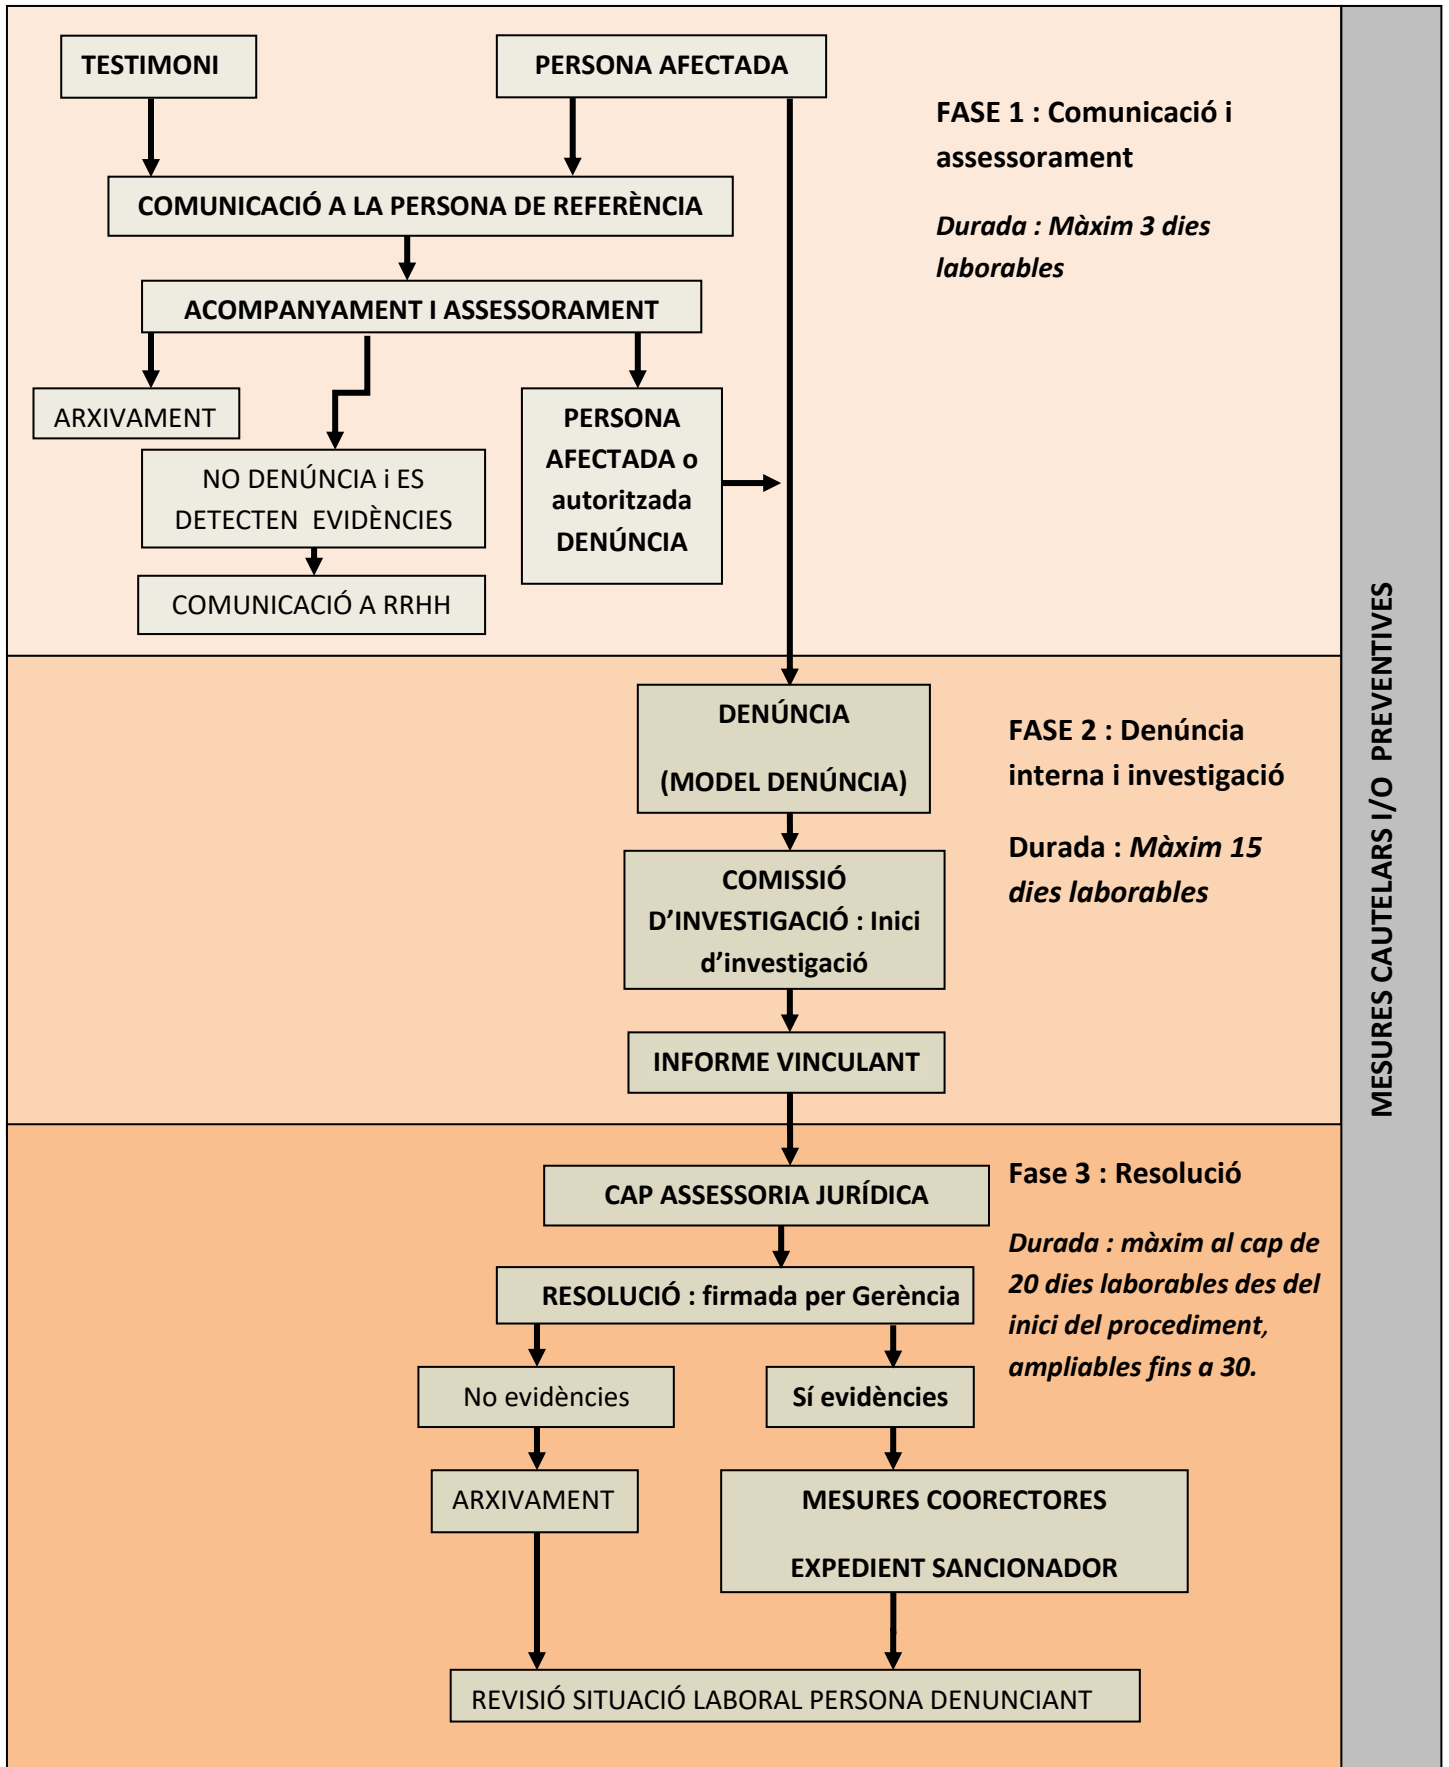 TESTIMONI
PERSONA AFECTADA
FASE 1 : Comunicació i
assessorament
Durada : Màxim 3 dies
laborables
COMUNICACIÓ A LA PERSONA DE REFERÈNCIA
ACOMPANYAMENT I ASSESSORAMENT
ARXIVAMENT
NO DENÚNCIA i ES
DETECTEN EVIDÈNCIES
COMUNICACIÓ A RRHH
PERSONA
AFECTADA o
autoritzada
DENÚNCIA
DENÚNCIA
(MODEL DENÚNCIA)
FASE 2 : Denúncia
interna i investigació
Durada : Màxim 15
dies laborables
COMISSIÓ
D’INVESTIGACIÓ : Inici
d’investigació
INFORME VINCULANT
CAP ASSESSORIA JURÍDICA
Fase 3 : Resolució
Durada : màxim al cap de
20 dies laborables des del
inici del procediment,
ampliables fins a 30.
RESOLUCIÓ : firmada per Gerència
No evidències
Sí evidències
ARXIVAMENT
MESURES COORECTORES
EXPEDIENT SANCIONADOR
REVISIÓ SITUACIÓ LABORAL PERSONA DENUNCIANT
MESURES CAUTELARS I/O PREVENTIVES